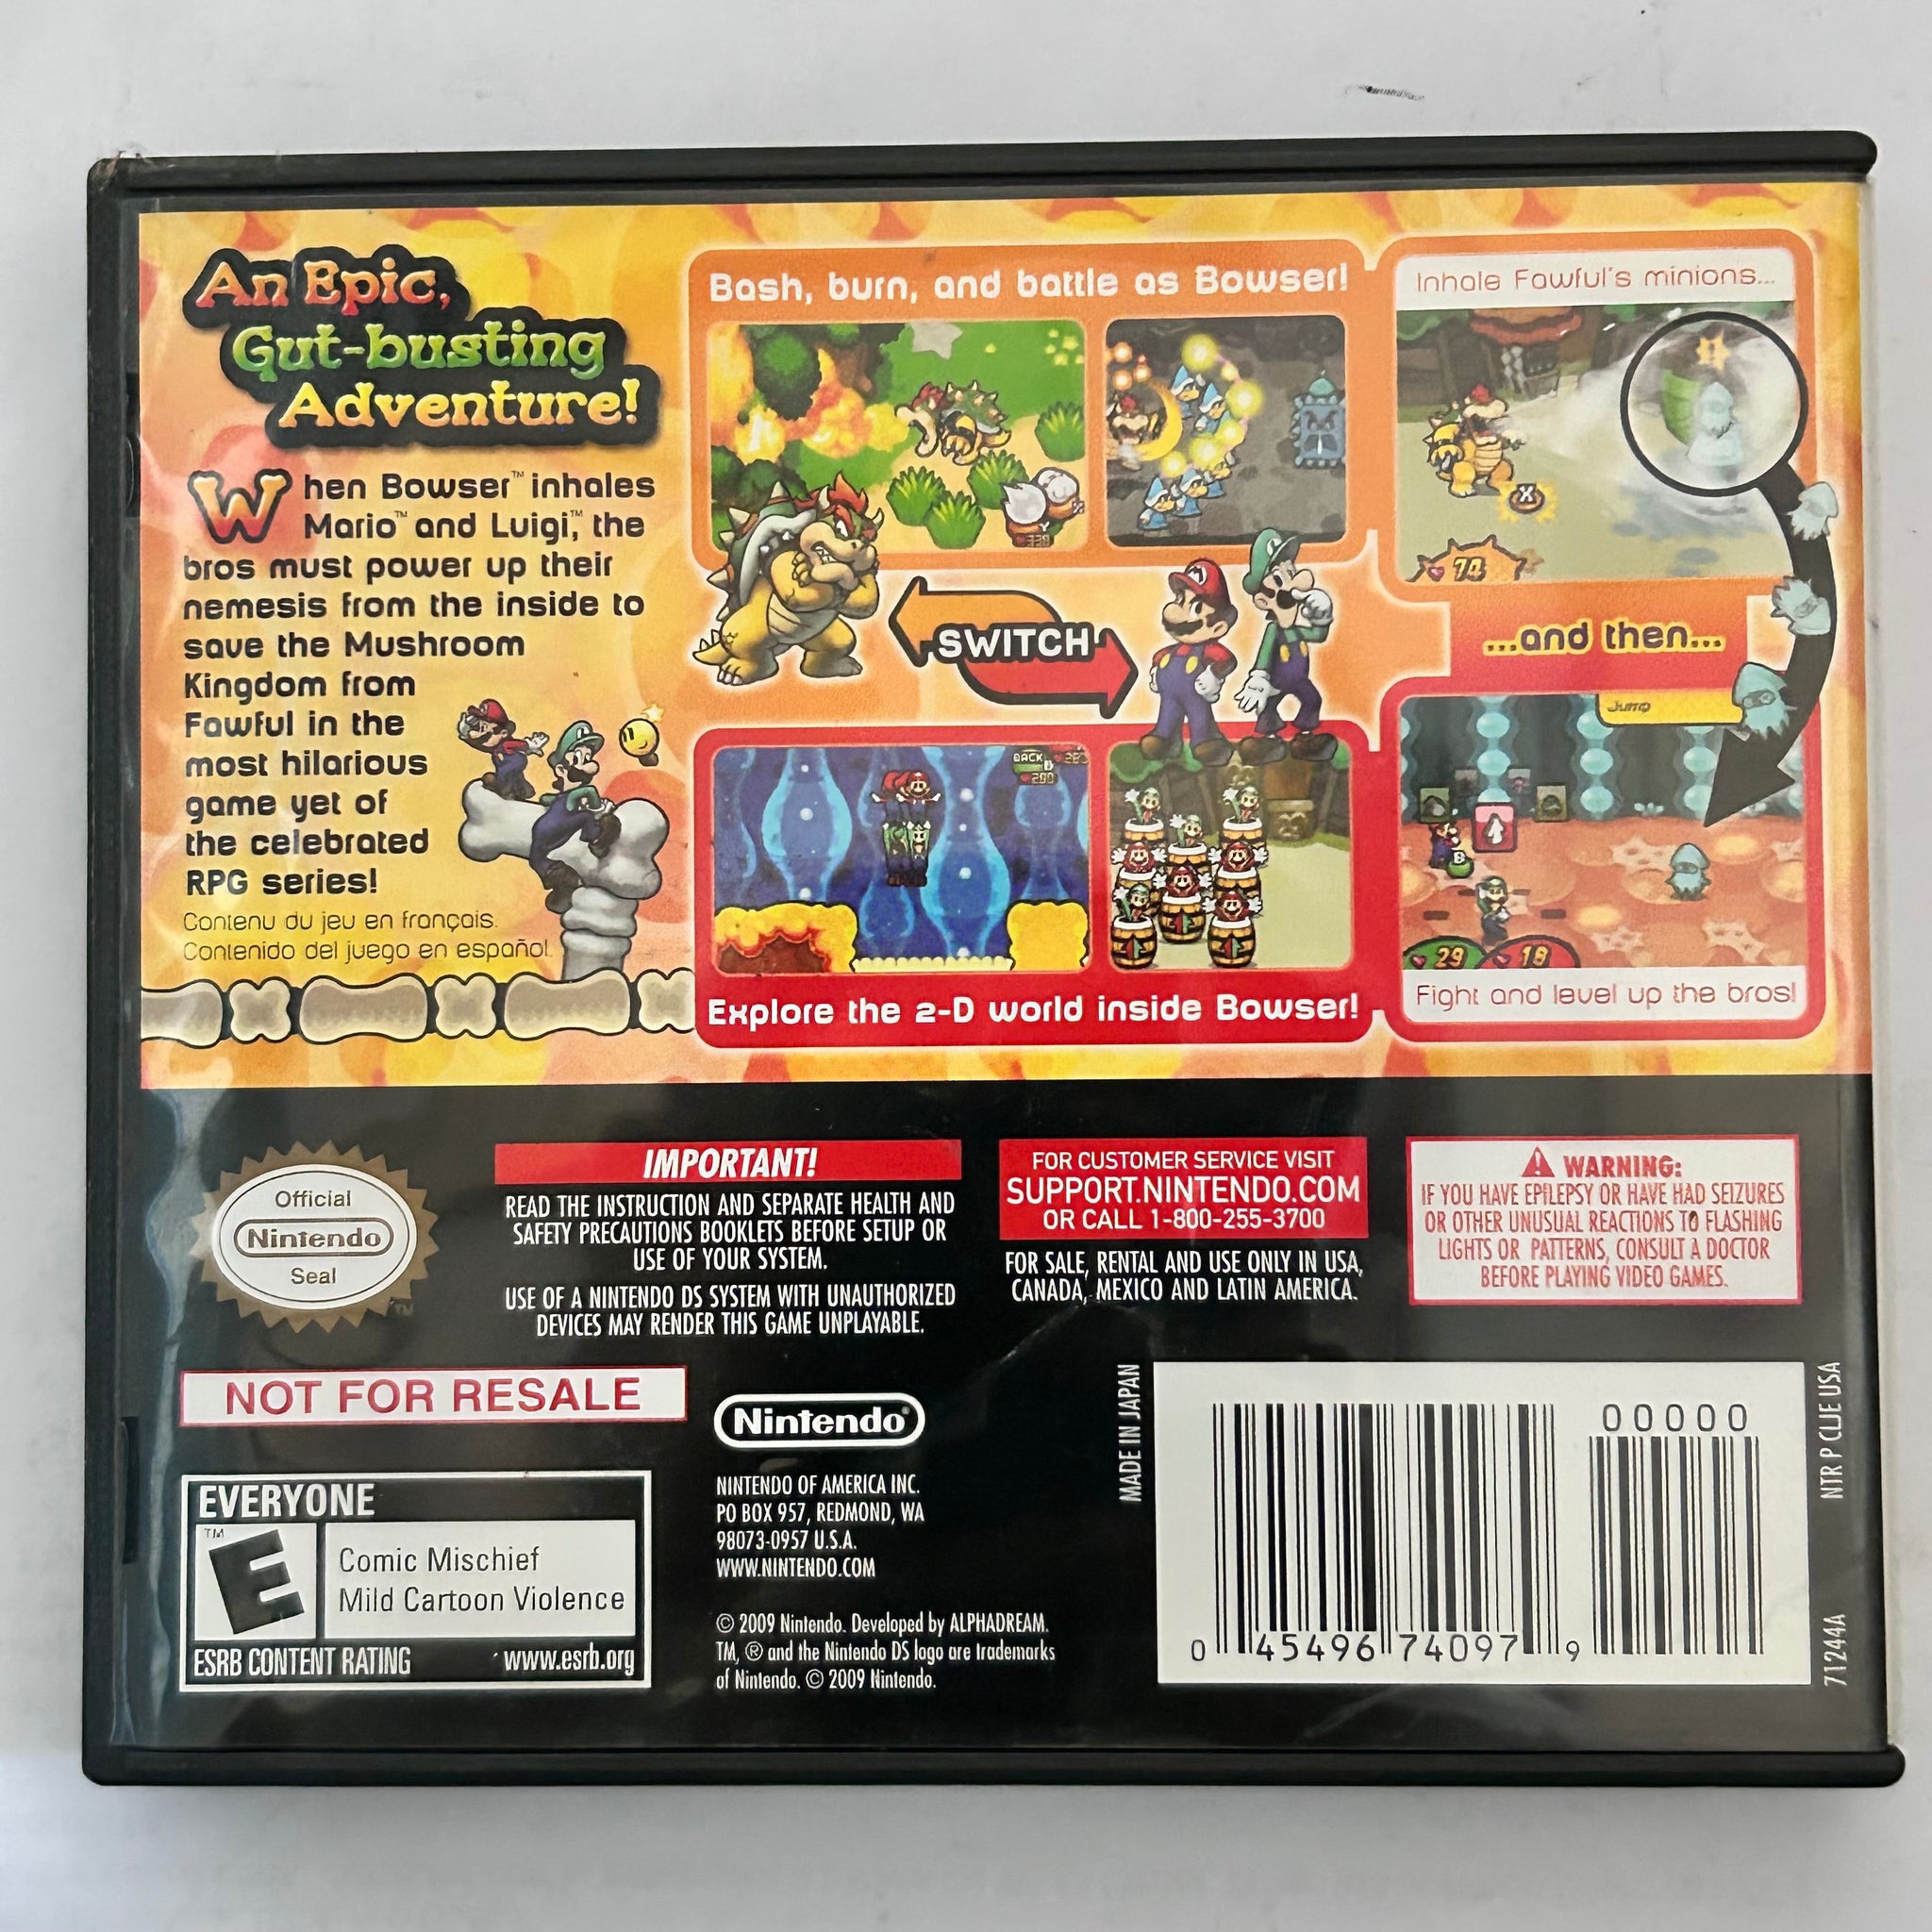 An Epic,
Gut-busting
Adventure!
When Bowser™ inhales
Mario™ and Luigi,™ the
bros must power up their
nemesis from the inside to
save the Mushroom
Kingdom from
Fawful in the
most hilarious
game yet of
the celebrated
RPG series!
Contenu du jeu en français.
Contenido del juego en español.
Bash, burn, and battle as Bowser!
SWITCH
BACK
280
Explore the 2-D world inside Bowser!
Inhale Fawful's minions...
X
74
...and then...
Jump
B
29
18
Fight and level up the bros!
Official
Nintendo
Seal
TM
IMPORTANT!
READ THE INSTRUCTION AND SEPARATE HEALTH AND
SAFETY PRECAUTIONS BOOKLETS BEFORE SETUP OR
USE OF YOUR SYSTEM.
USE OF A NINTENDO DS SYSTEM WITH UNAUTHORIZED
DEVICES MAY RENDER THIS GAME UNPLAYABLE.
FOR CUSTOMER SERVICE VISIT
SUPPORT.NINTENDO.COM
OR CALL 1-800-255-3700
FOR SALE, RENTAL AND USE ONLY IN USA,
CANADA, MEXICO AND LATIN AMERICA.
WARNING:
IF YOU HAVE EPILEPSY OR HAVE HAD SEIZURES
OR OTHER UNUSUAL REACTIONS TO FLASHING
LIGHTS OR PATTERNS, CONSULT A DOCTOR
BEFORE PLAYING VIDEO GAMES.
NOT FOR RESALE
EVERYONE
TM
E
Comic Mischief
Mild Cartoon Violence
ESRB CONTENT RATING www.esrb.org
Nintendo®
NINTENDO OF AMERICA INC.
PO BOX 957, REDMOND, WA
98073-0957 U.S.A.
WWW.NINTENDO.COM
© 2009 Nintendo. Developed by ALPHADREAM.
TM, ® and the Nintendo DS logo are trademarks
of Nintendo. © 2009 Nintendo.
MADE IN JAPAN
00000
0 45496 74097 9
NTR P CLJE USA
71244A